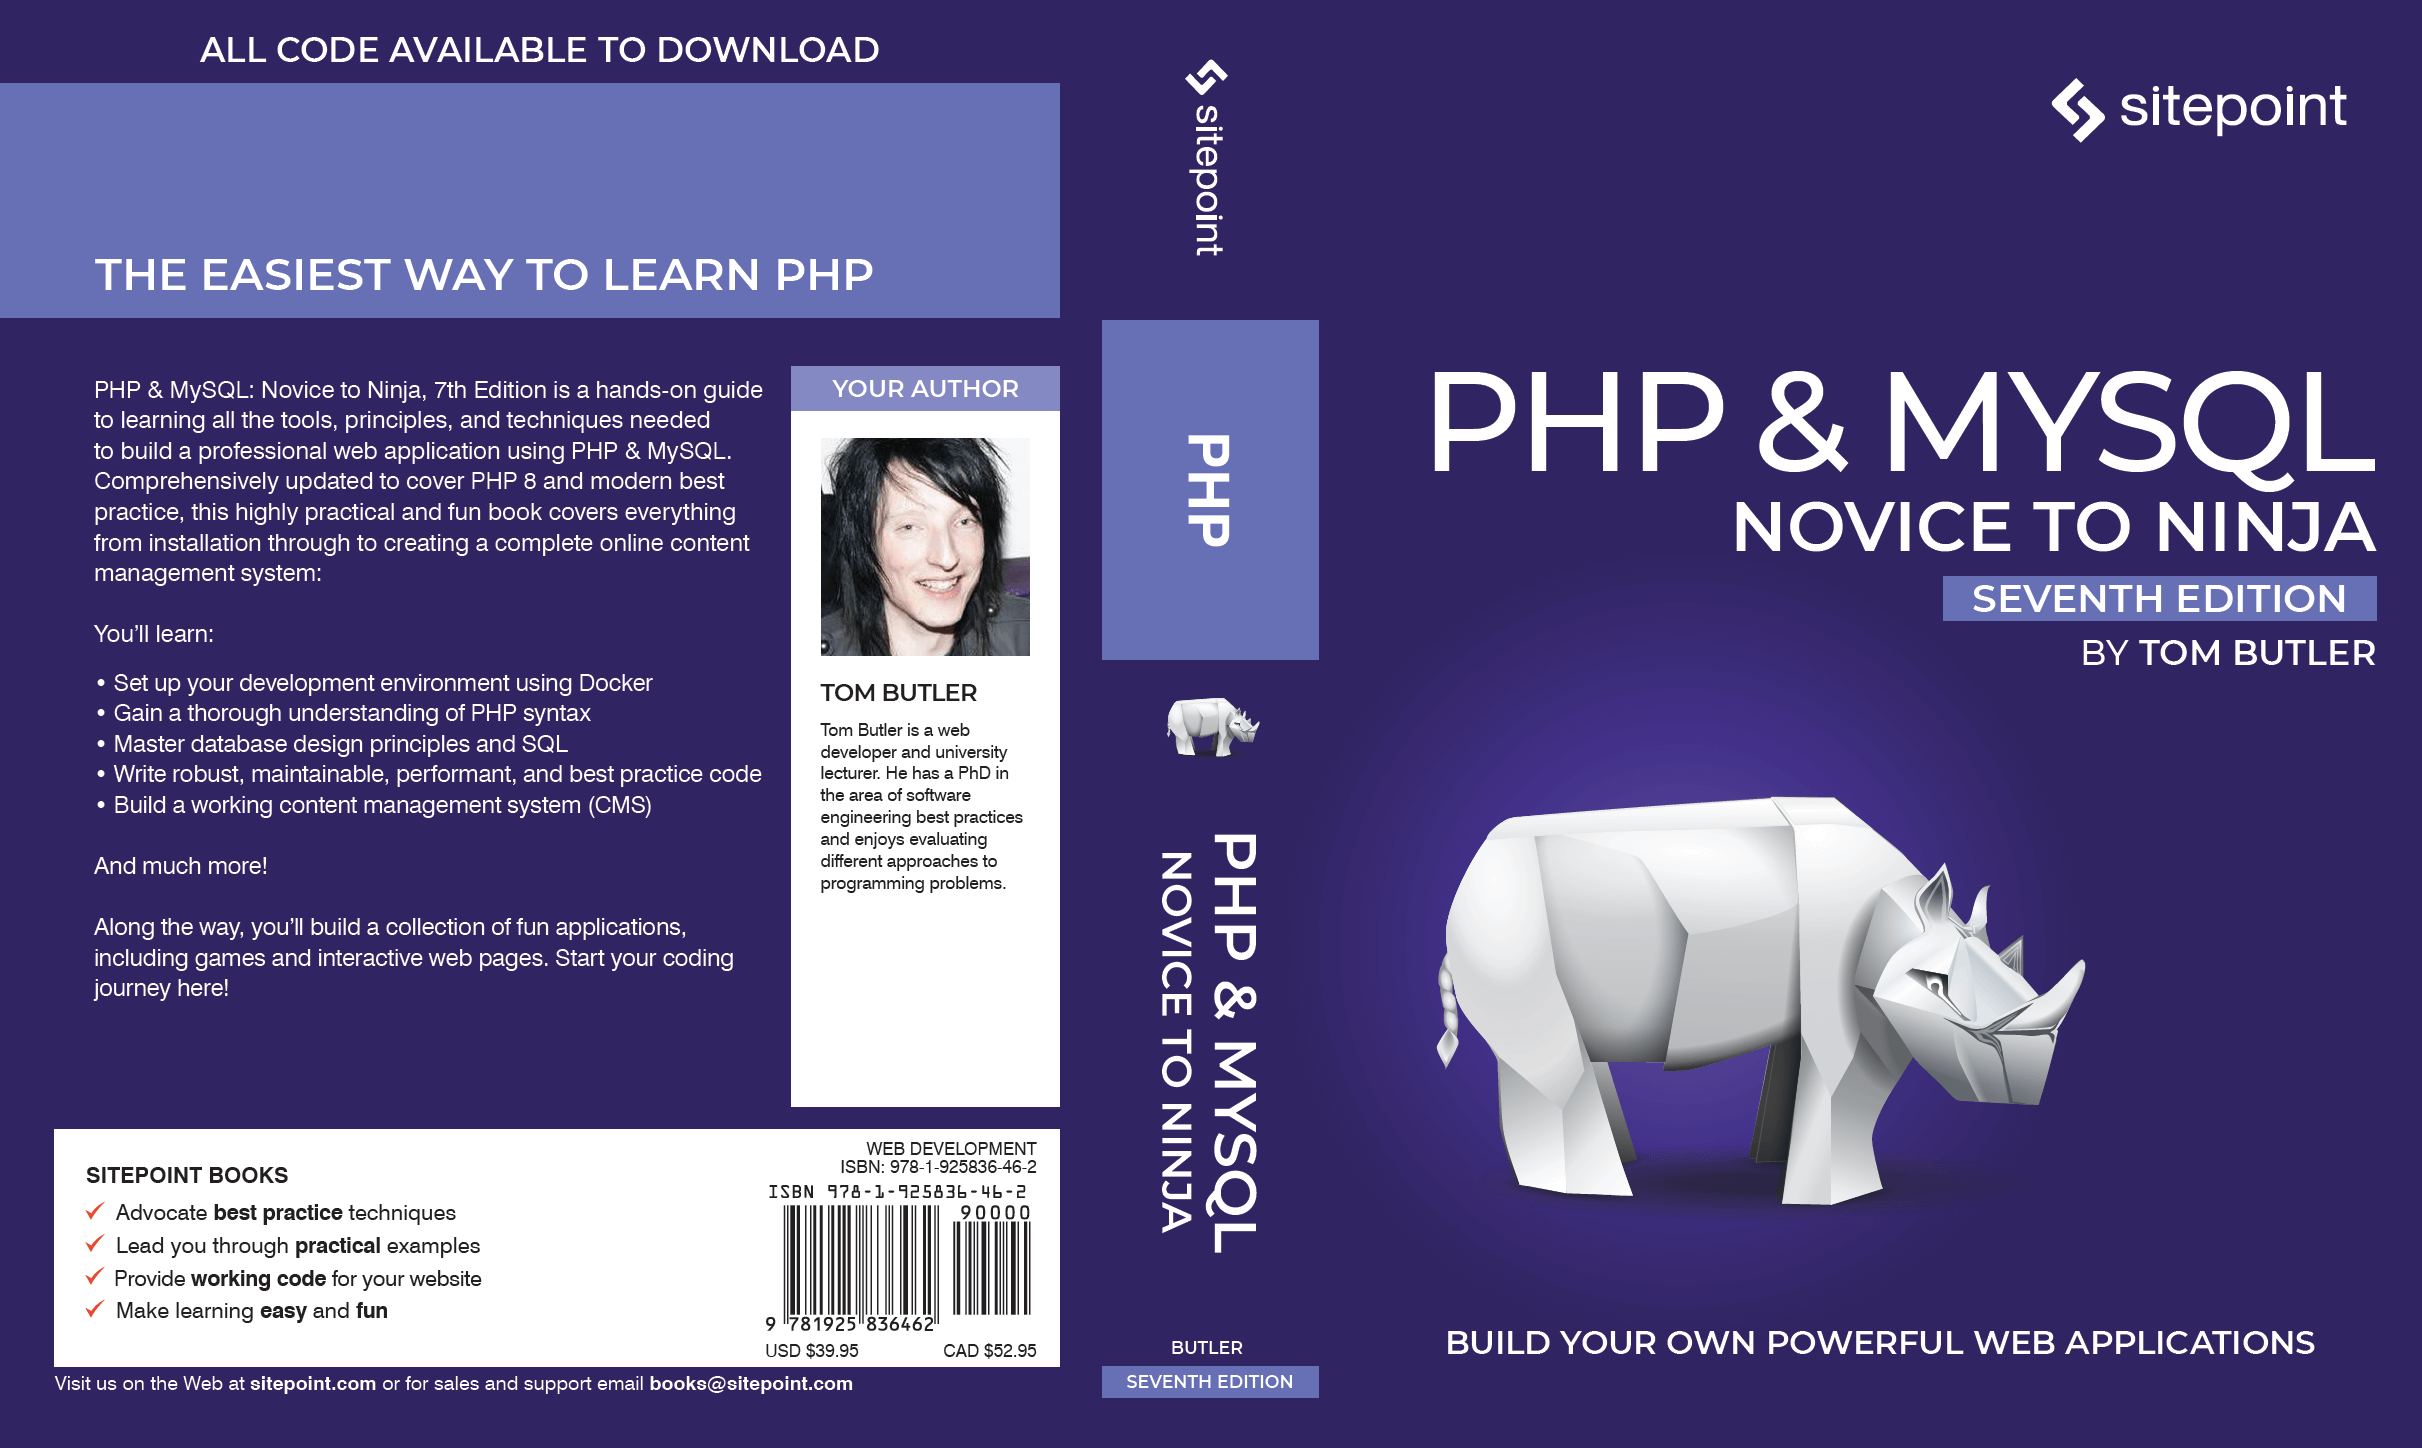 ALL CODE AVAILABLE TO DOWNLOAD
THE EASIEST WAY TO LEARN PHP
PHP & MySQL: Novice to Ninja, 7th Edition is a hands-on guide
to learning all the tools, principles, and techniques needed
to build a professional web application using PHP & MySQL.
Comprehensively updated to cover PHP 8 and modern best
practice, this highly practical and fun book covers everything
from installation through to creating a complete online content
management system:
You’ll learn:
• Set up your development environment using Docker
• Gain a thorough understanding of PHP syntax
• Master database design principles and SQL
• Write robust, maintainable, performant, and best practice code
• Build a working content management system (CMS)
And much more!
Along the way, you’ll build a collection of fun applications,
including games and interactive web pages. Start your coding
journey here!
YOUR AUTHOR
TOM BUTLER
Tom Butler is a web
developer and university
lecturer. He has a PhD in
the area of software
engineering best practices
and enjoys evaluating
different approaches to
programming problems.
SITEPOINT BOOKS
Advocate best practice techniques
Lead you through practical examples
Provide working code for your website
Make learning easy and fun
WEB DEVELOPMENT
ISBN: 978-1-925836-46-2
ISBN 978-1-925836-46-2
90000
9 781925 836462
USD $39.95 CAD $52.95
Visit us on the Web at sitepoint.com or for sales and support email books@sitepoint.com
sitepoint
PHP
PHP & MYSQL
NOVICE TO NINJA
BUTLER
SEVENTH EDITION
sitepoint
PHP & MYSQL
NOVICE TO NINJA
SEVENTH EDITION
BY TOM BUTLER
BUILD YOUR OWN POWERFUL WEB APPLICATIONS